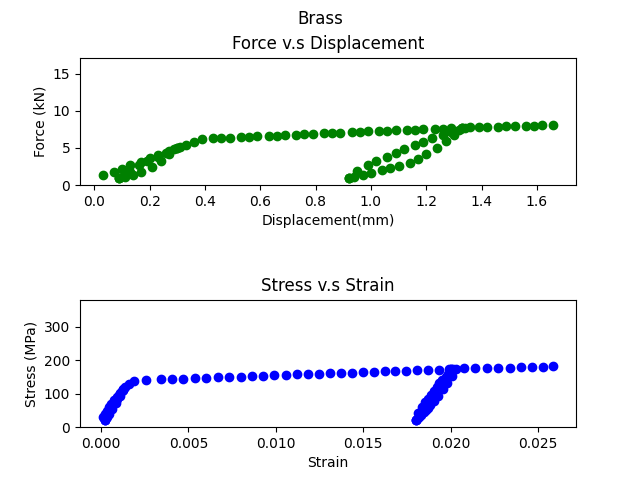 Brass
Force v.s Displacement
15
10
5
0
Force (kN)
0.0 0.2 0.4 0.6 0.8 1.0 1.2 1.4 1.6
Displacement(mm)
Stress v.s Strain
300
200
100
0
Stress (MPa)
0.000 0.005 0.010 0.015 0.020 0.025
Strain